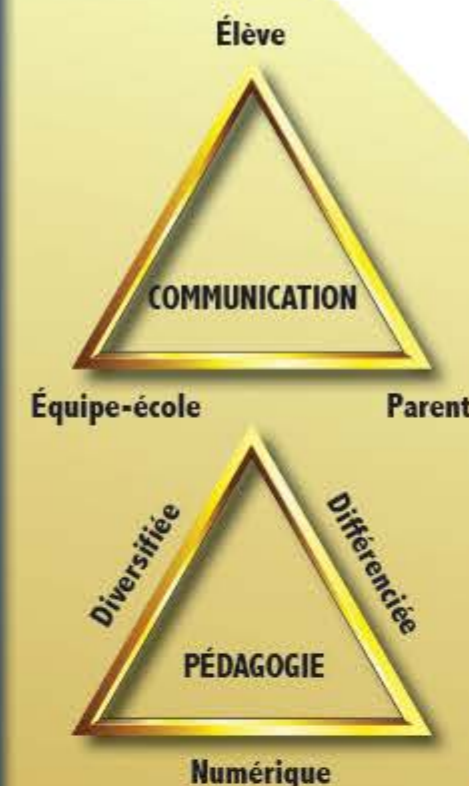 Élève
COMMUNICATION
Équipe-école
Parent
Diversifiée
Différenciée
PÉDAGOGIE
Numérique